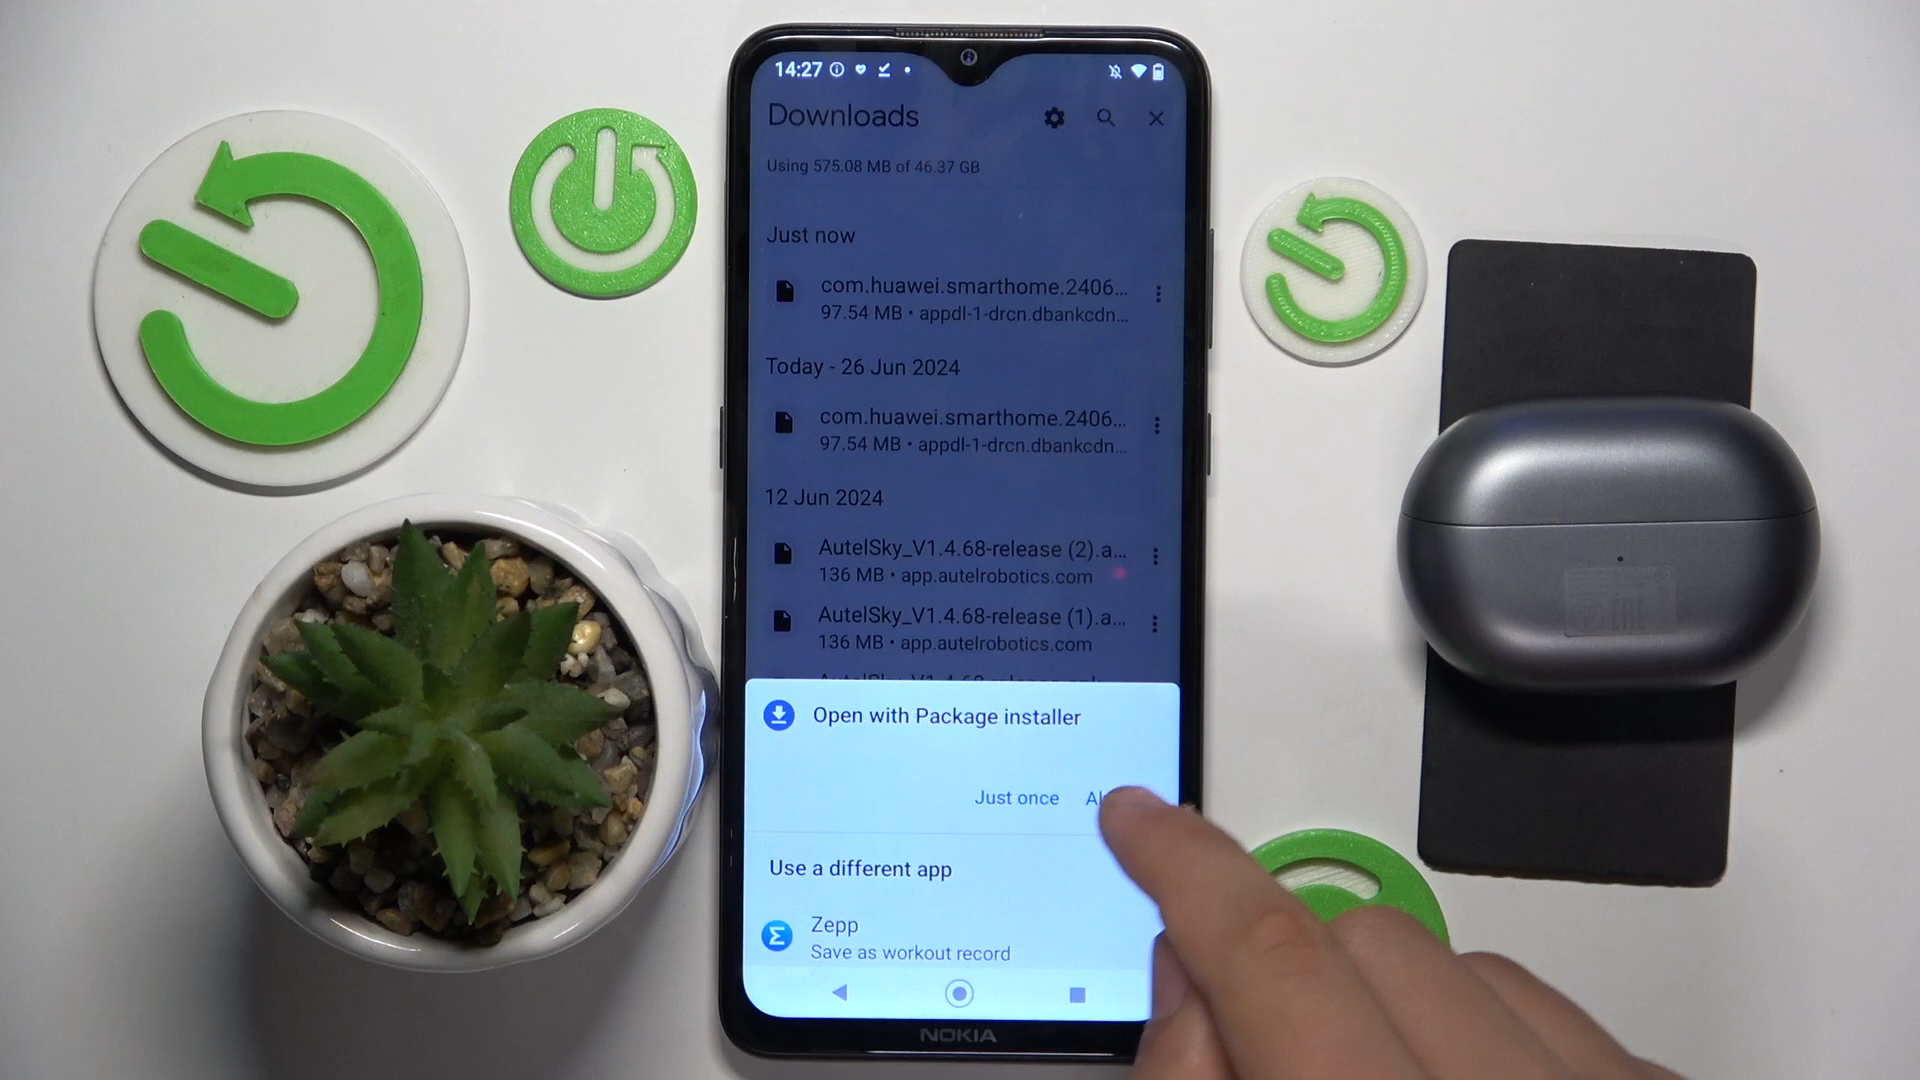 14:27
Downloads
Using 575.08 MB of 46.37 GB
Just now
com.huawei.smarthome.2406...
97.54 MB • appdl-1-drcn.dbankcdn...
Today - 26 Jun 2024
com.huawei.smarthome.2406...
97.54 MB • appdl-1-drcn.dbankcdn...
12 Jun 2024
AutelSky_V1.4.68-release (2).a...
136 MB • app.autelrobotics.com
AutelSky_V1.4.68-release (1).a...
136 MB • app.autelrobotics.com
Open with Package installer
Just once
Use a different app
Zepp
Save as workout record
NOKIA
EAC